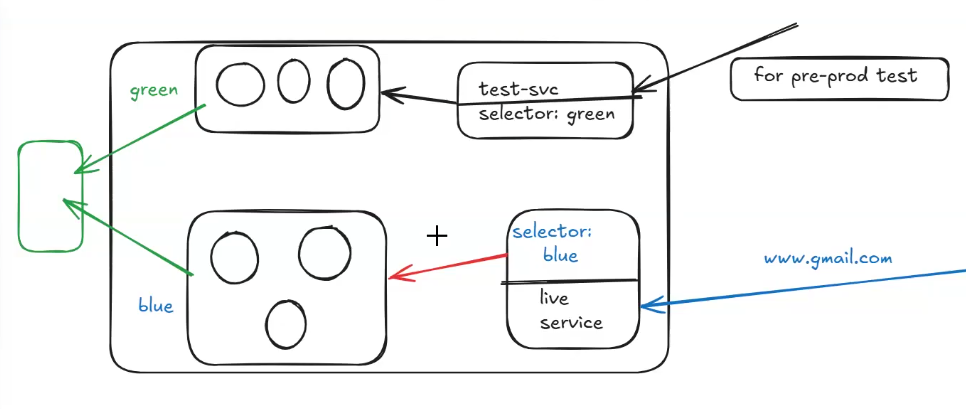 for pre-prod test
green
test-svc
selector: green
selector:
blue
www.gmail.com
blue
live
service